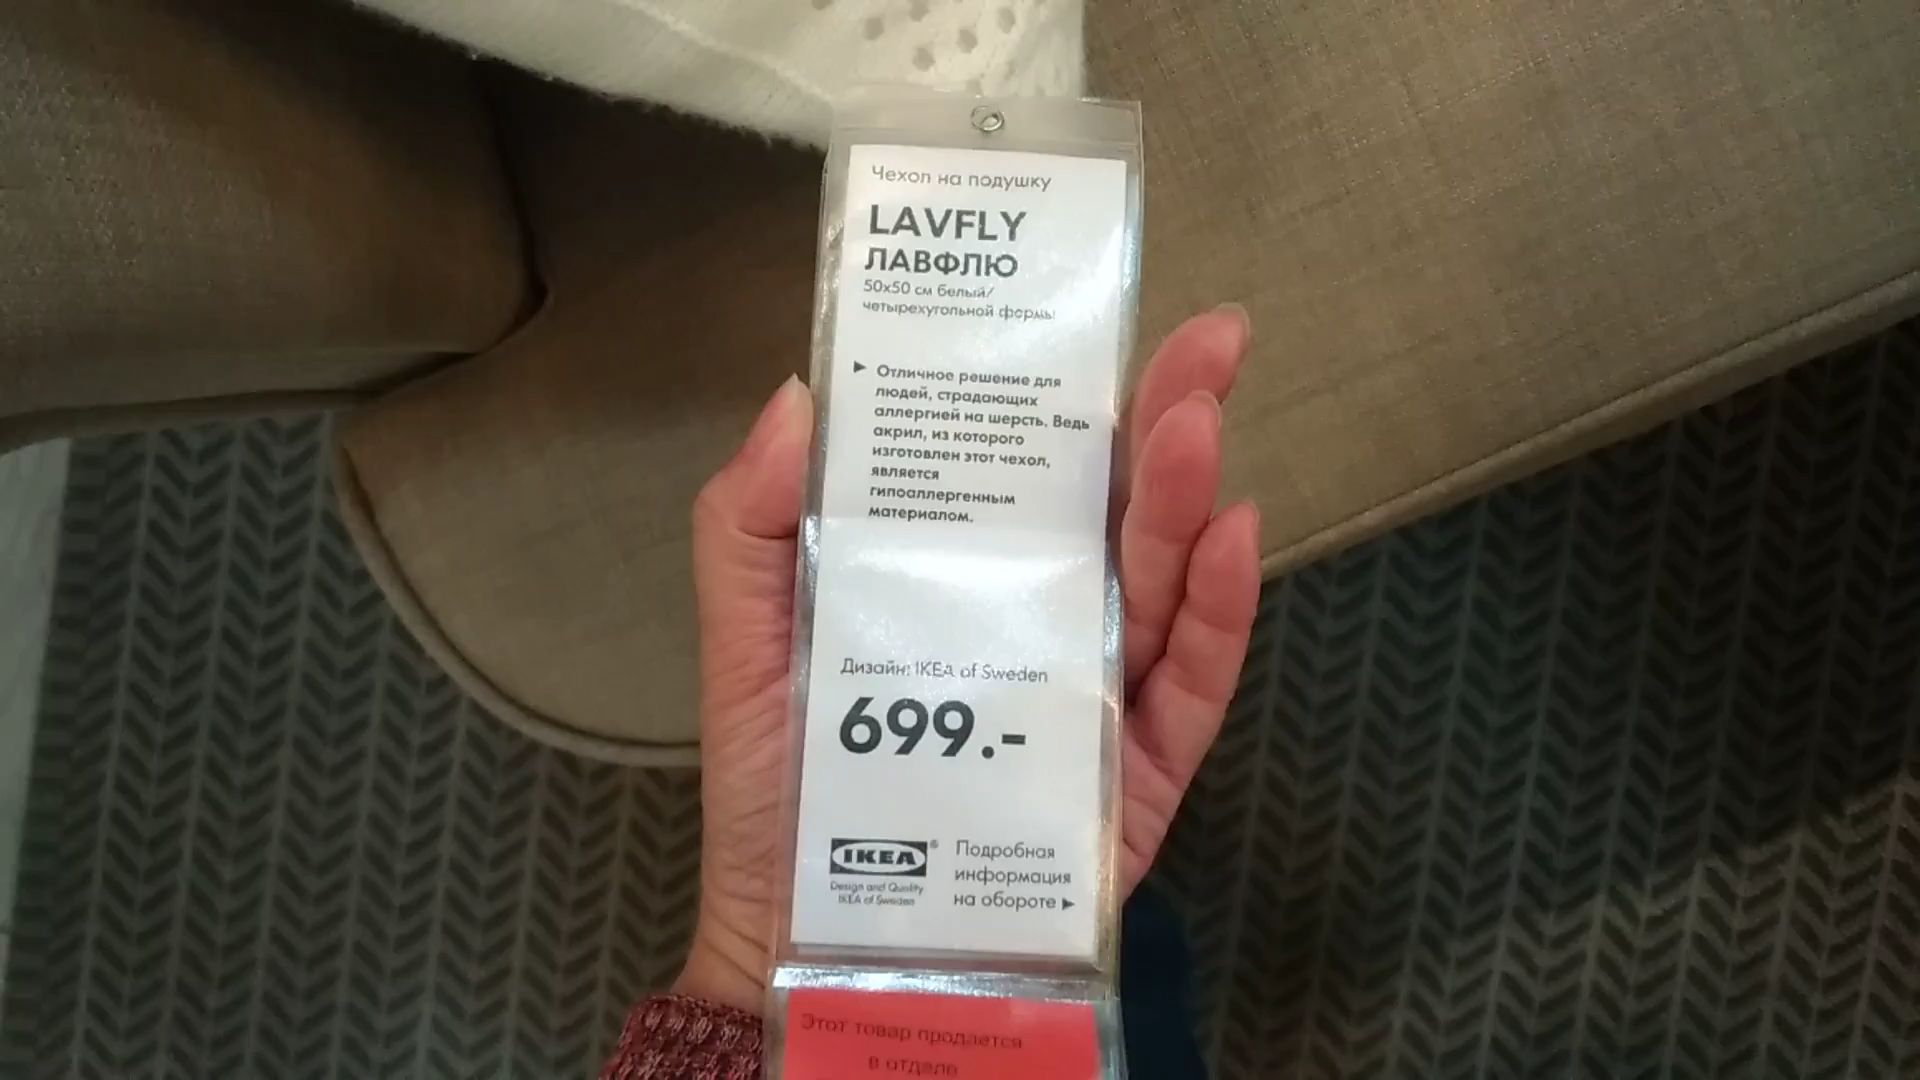 Чехол на подушку
LAVFLY
ЛАВФЛЮ
50x50 см белый/
четырехугольной формы
► Отличное решение для
людей, страдающих
аллергией на шерсть. Ведь
акрил, из которого
изготовлен этот чехол,
является
гипоаллергенным
материалом.
Дизайн: IKEA of Sweden
699.-
IKEA®
Design and Quality
IKEA of Sweden
Подробная
информация
на обороте ►
Этот товар продается
в отделе